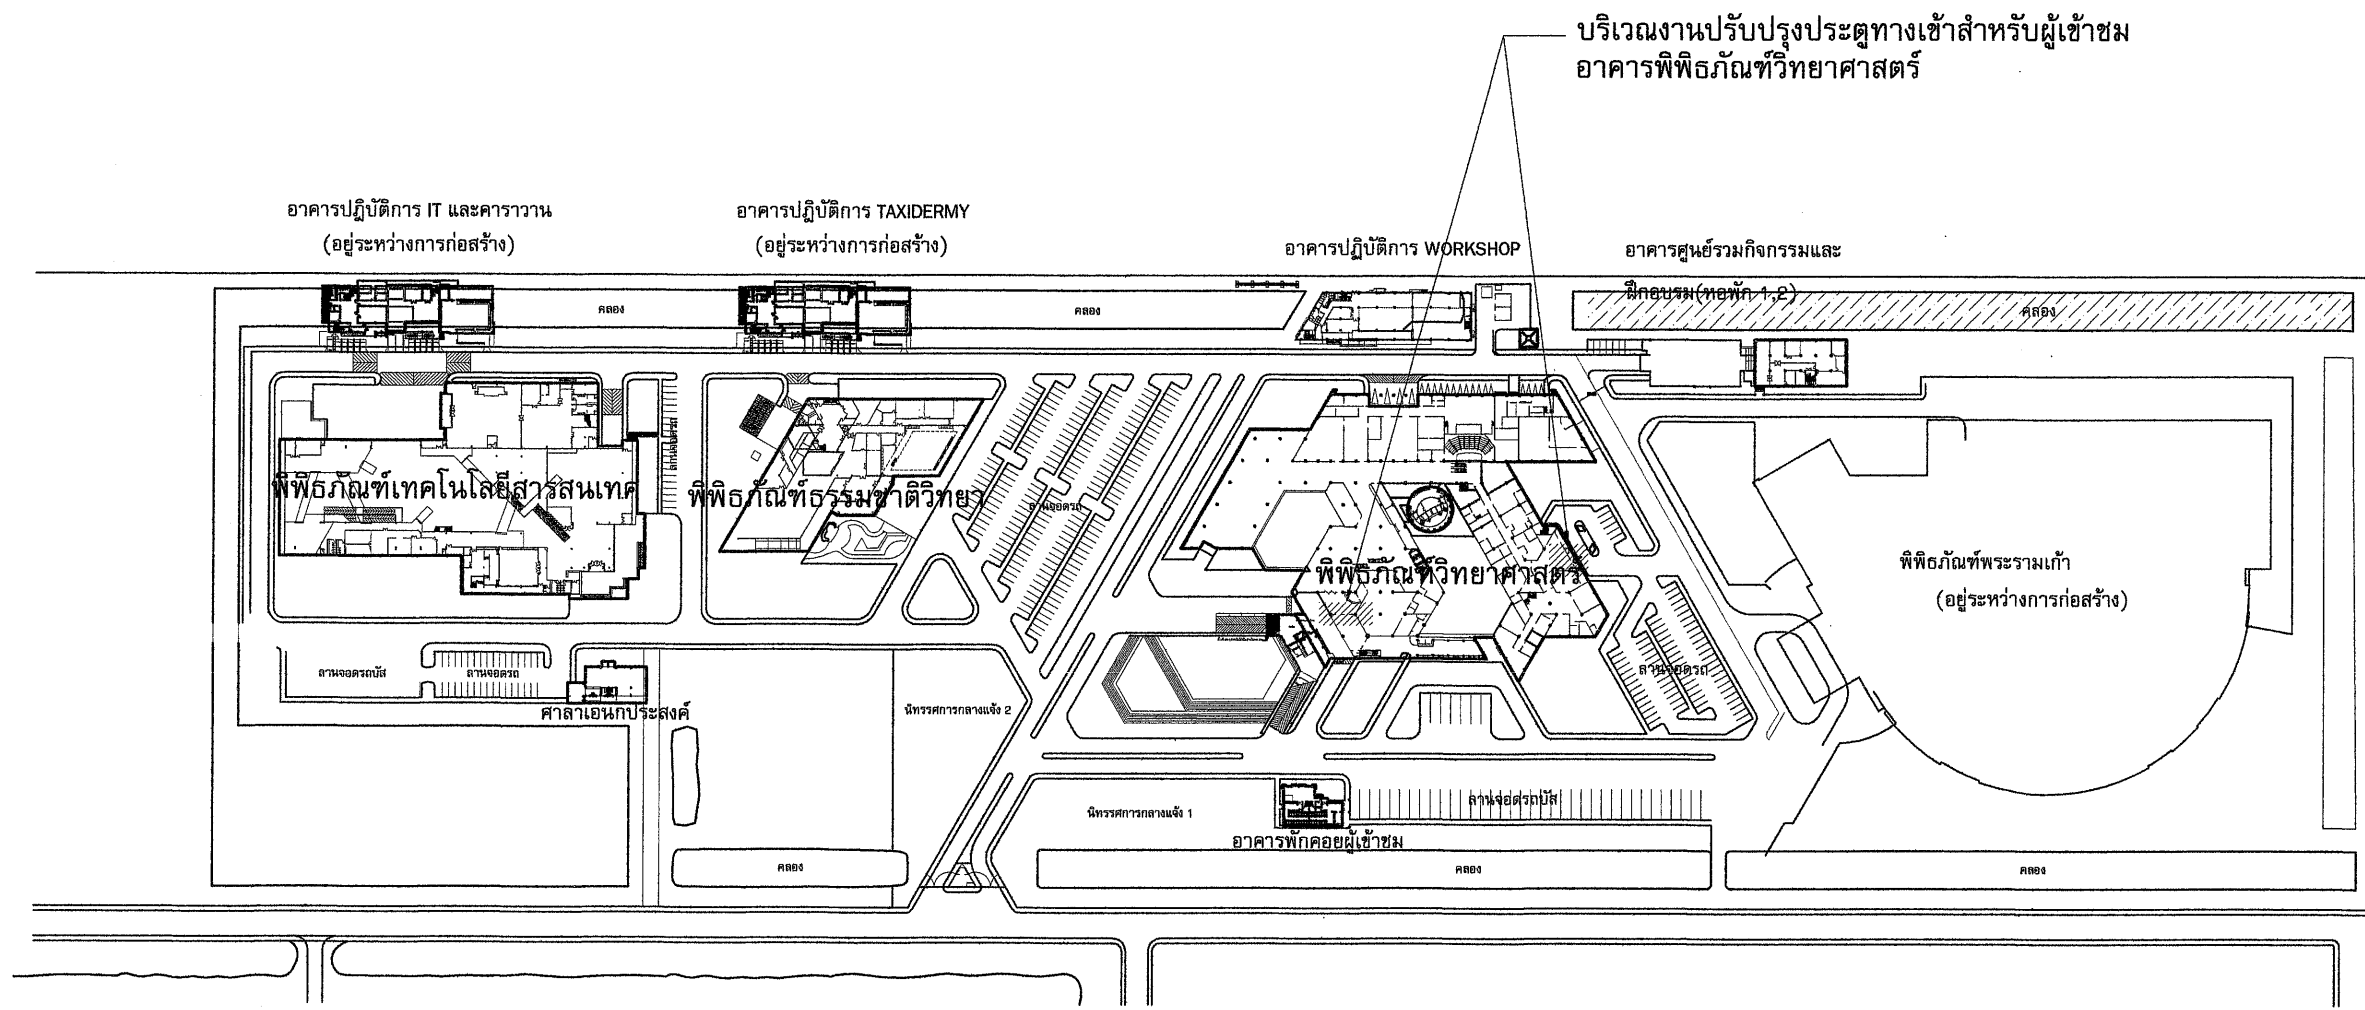 บริเวณงานปรับปรุงประตูทางเข้าสำหรับผู้เข้าชม
อาคารพิพิธภัณฑ์วิทยาศาสตร์
อาคารปฏิบัติการ IT และคาราวาน
(อยู่ระหว่างการก่อสร้าง)
อาคารปฏิบัติการ TAXIDERMY
(อยู่ระหว่างการก่อสร้าง)
อาคารปฏิบัติการ WORKSHOP
อาคารศูนย์รวมกิจกรรมและ
ฝึกอบรม(หอพัก 1,2)
คลอง
คลอง
คลอง
ลานจอดรถ
พิพิธภัณฑ์เทคโนโลยีสารสนเทศ
พิพิธภัณฑ์ธรรมชาติวิทยา
ลานจอดรถ
พิพิธภัณฑ์วิทยาศาสตร์
พิพิธภัณฑ์พระรามเก้า
(อยู่ระหว่างการก่อสร้าง)
ลานจอดรถบัส
ลานจอดรถ
ลานจอดรถ
ศาลาเอนกประสงค์
นิทรรศการกลางแจ้ง 2
นิทรรศการกลางแจ้ง 1
ลานจอดรถบัส
อาคารพักคอยผู้เข้าชม
คลอง
คลอง
คลอง